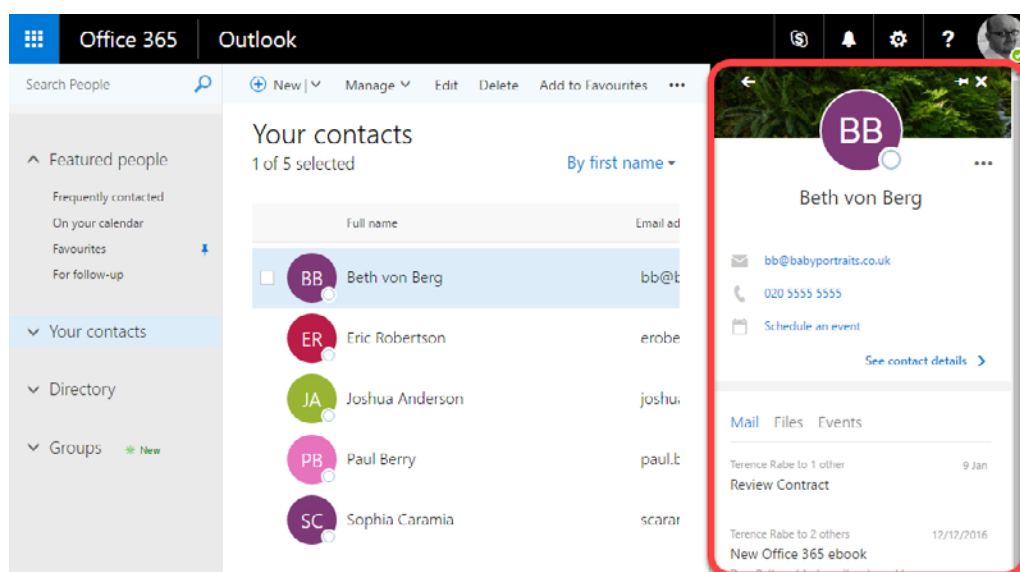 Office 365 Outlook ?
Search People
New Manage Edit Delete Add to Favourites •••
Featured people
Frequently contacted
On your calendar
Favourites
For follow-up
Your contacts
Directory
Groups New
Your contacts
1 of 5 selected By first name
Full name Email ad
BB Beth von Berg bb@b
ER Eric Robertson erobe
JA Joshua Anderson joshu
PB Paul Berry paul.b
SC Sophia Caramia scarar
BB
•••
Beth von Berg
bb@babyportraits.co.uk
020 5555 5555
Schedule an event
See contact details
Mail Files Events
Terence Rabe to 1 other 9 Jan
Review Contract
Terence Rabe to 2 others 12/12/2016
New Office 365 ebook